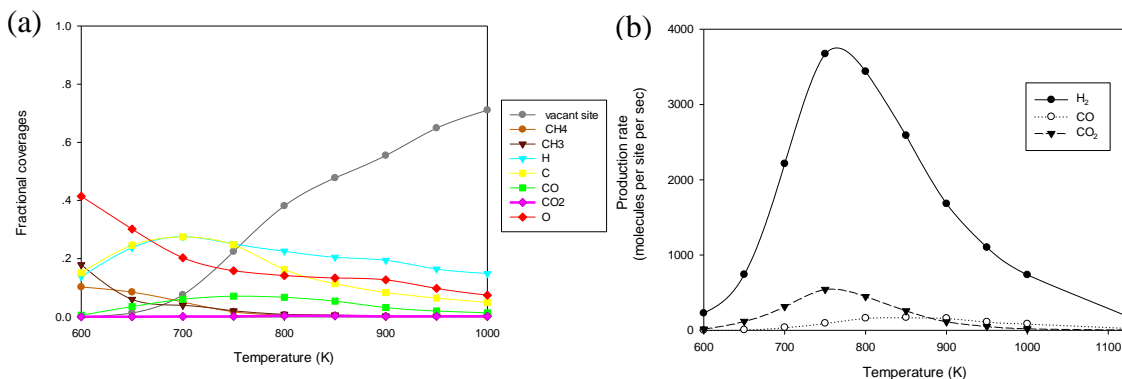 (a)
Fractional coverages
1.0
.8
.6
.4
.2
0.0
600
700
800
900
1000
Temperature (K)
vacant site
CH4
CH3
H
C
CO
CO2
O
(b)
Production rate
(molecules per site per sec)
4000
3000
2000
1000
0
600
700
800
900
1000
1100
Temperature (K)
H₂
CO
CO₂